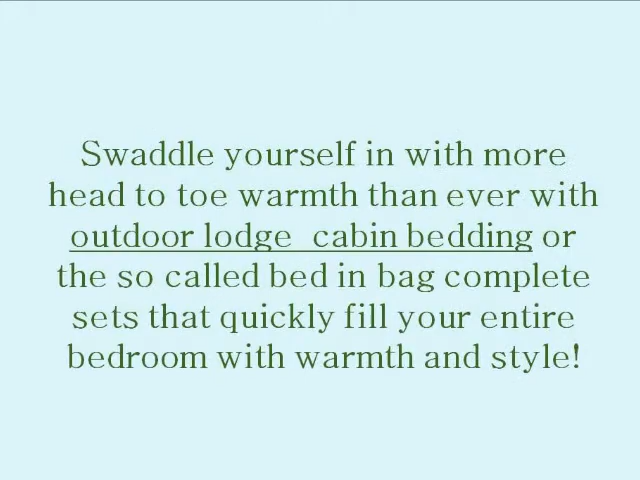 Swaddle yourself in with more
head to toe warmth than ever with
outdoor lodge  cabin bedding or
the so called bed in bag complete
sets that quickly fill your entire
bedroom with warmth and style!